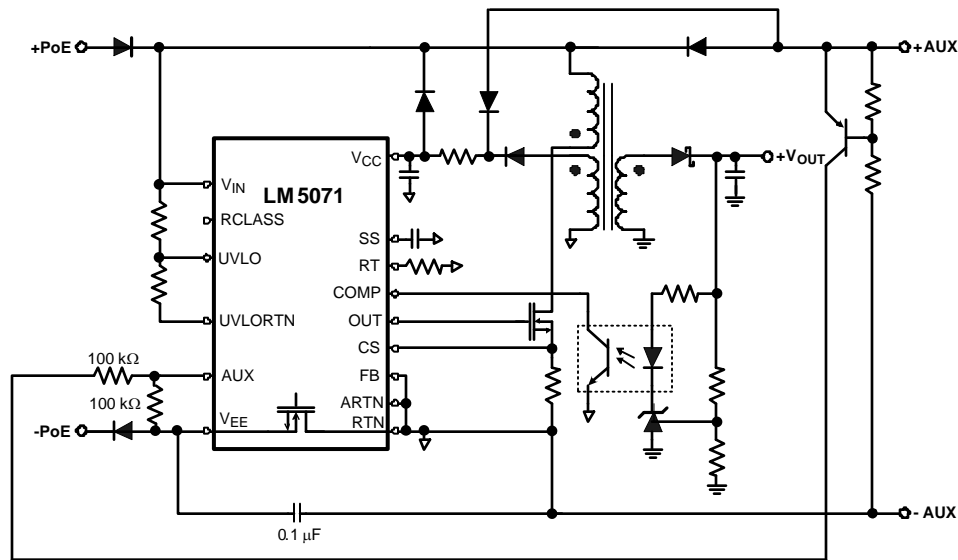 +PoE
+AUX
VCC
+VOUT
LM5071
VIN
RCLASS
SS
UVLO
RT
COMP
UVLORTN
OUT
CS
100 kΩ
AUX
FB
100 kΩ
ARTN
VEE
RTN
-PoE
- AUX
0.1 μF